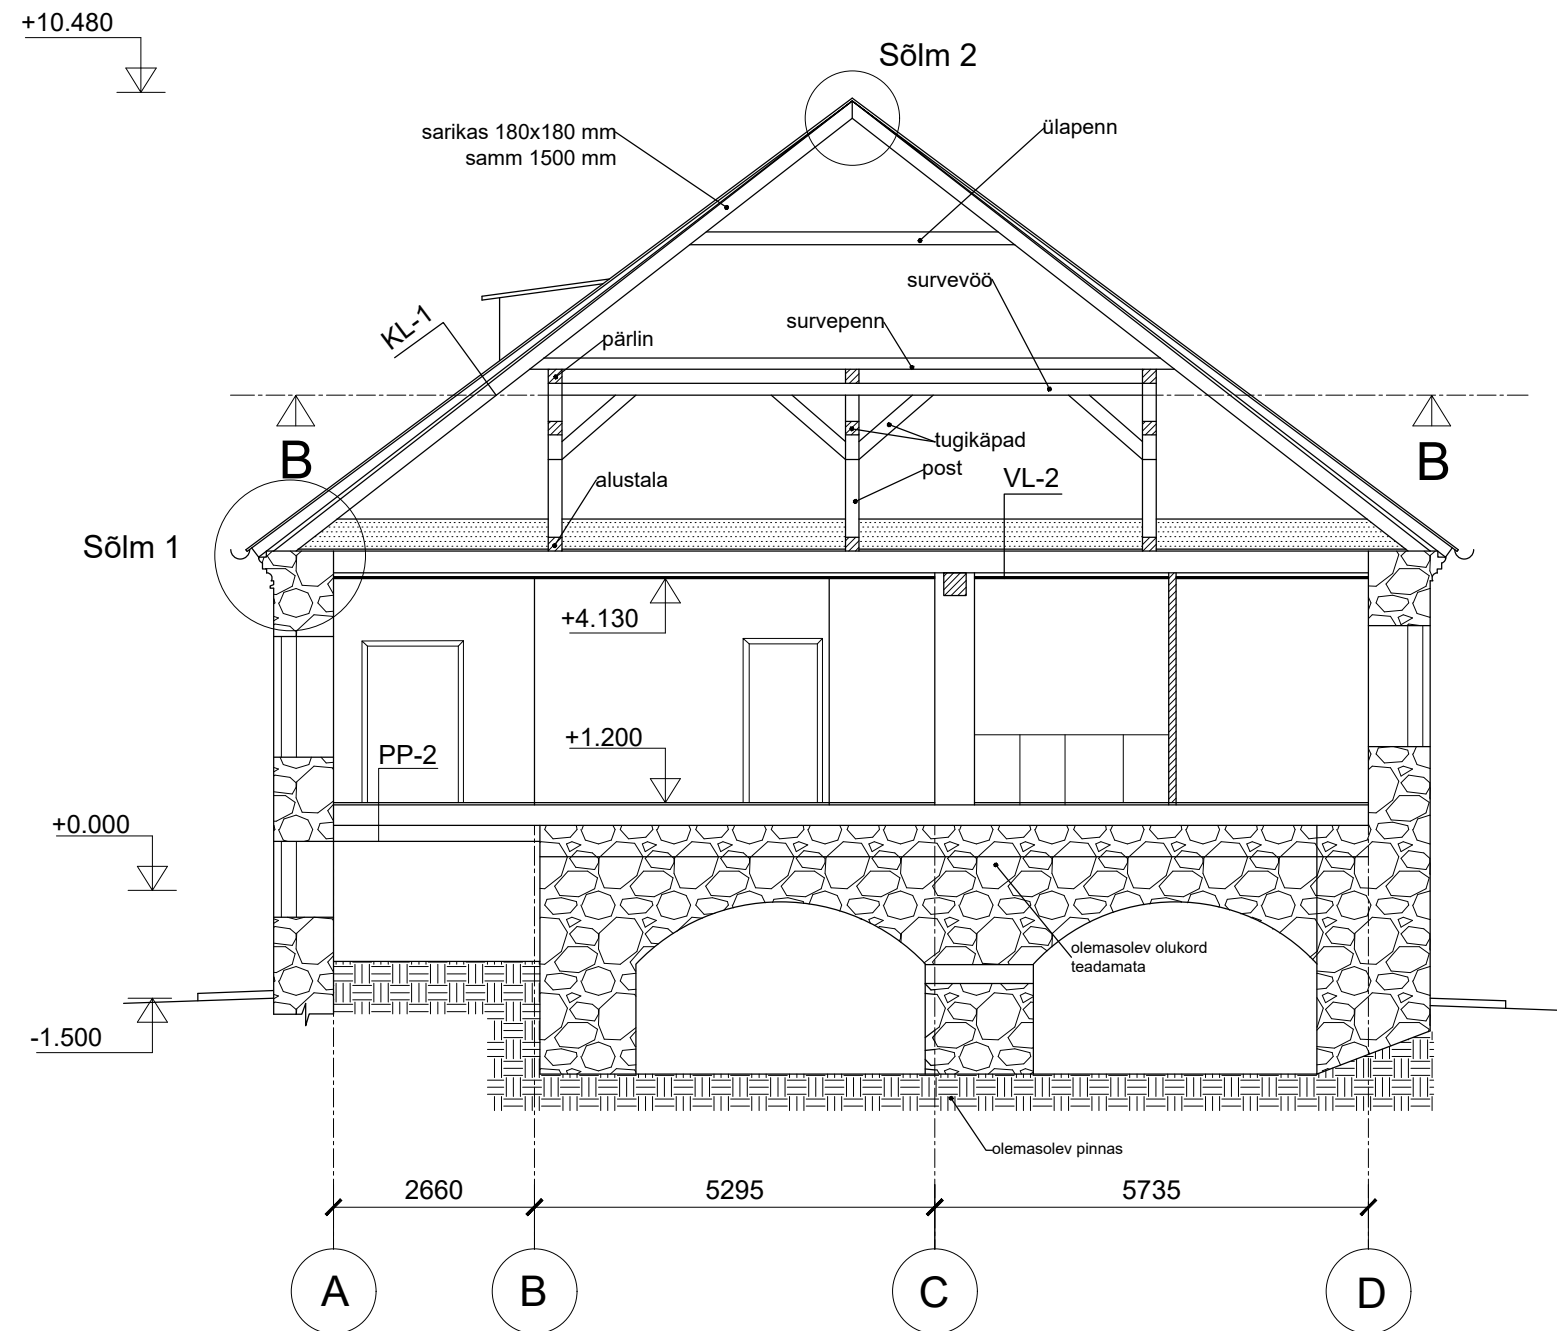 +10.480
Sõlm 2
sarikas 180x180 mm
samm 1500 mm
ülapenn
survevöö
KL-1
survepenn
pärlin
B
B
tugikäpad
post
alustala
VL-2
Sõlm 1
+4.130
+1.200
PP-2
+0.000
olemasolev olukord
teadamata
-1.500
olemasolev pinnas
2660
5295
5735
A
B
C
D